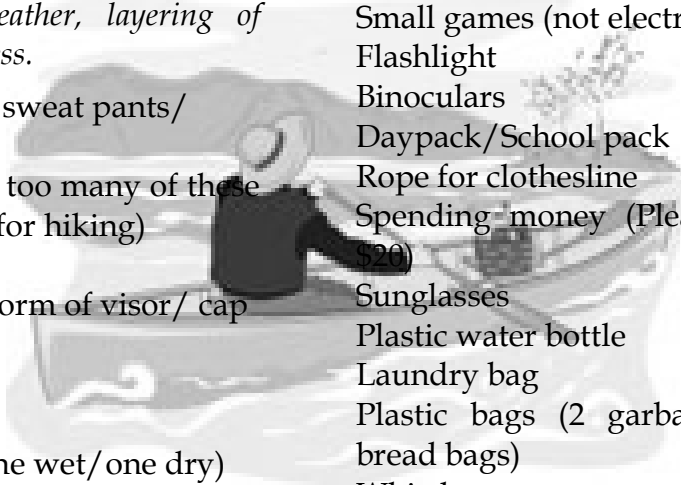 eather, layering of
ss.
sweat pants/
too many of these
for hiking)
orm of visor/ cap
ne wet/one dry)
Small games (not electr
Flashlight
Binoculars
Daypack/School pack
Rope for clothesline
Spending money (Plea
$20)
Sunglasses
Plastic water bottle
Laundry bag
Plastic bags (2 garba
bread bags)